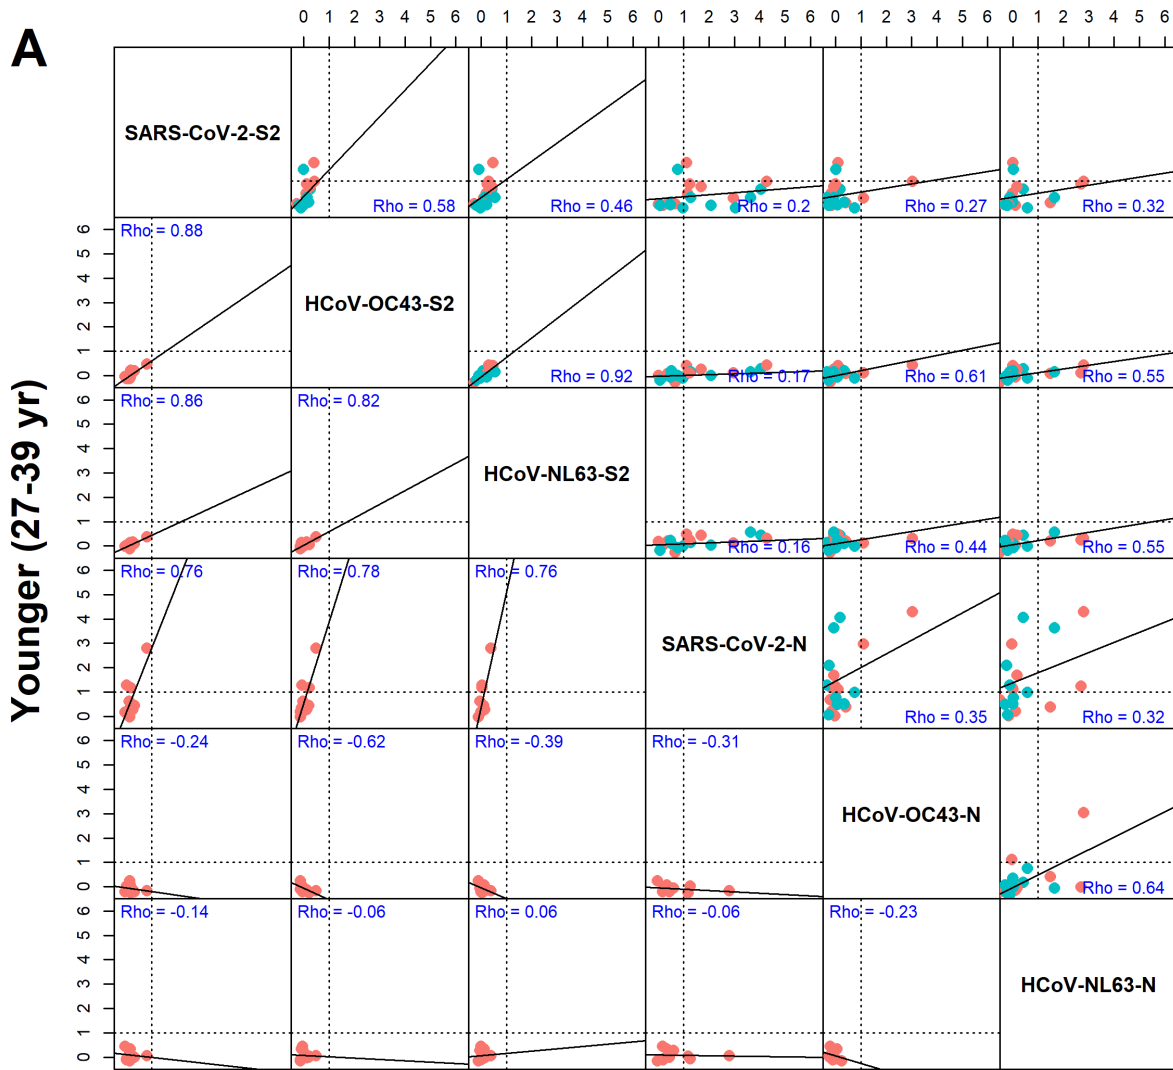 A
0 1 2 3 4 5 6 0 1 2 3 4 5 6 0 1 2 3 4 5 6 0 1 2 3 4 5 6 0 1 2 3 4 5 6
Younger (27-39 yr)
SARS-CoV-2-S2
Rho = 0.58
Rho = 0.46
Rho = 0.2
Rho = 0.27
Rho = 0.32
0 1 2 3 4 5 6
Rho = 0.88
HCoV-OC43-S2
Rho = 0.92
Rho = 0.17
Rho = 0.61
Rho = 0.55
0 1 2 3 4 5 6
Rho = 0.86
Rho = 0.82
HCoV-NL63-S2
Rho = 0.16
Rho = 0.44
Rho = 0.55
0 1 2 3 4 5 6
Rho = 0.76
Rho = 0.78
Rho = 0.76
SARS-CoV-2-N
Rho = 0.35
Rho = 0.32
0 1 2 3 4 5 6
Rho = -0.24
Rho = -0.62
Rho = -0.39
Rho = -0.31
HCoV-OC43-N
Rho = 0.64
0 1 2 3 4 5 6
Rho = -0.14
Rho = -0.06
Rho = 0.06
Rho = -0.06
Rho = -0.23
HCoV-NL63-N